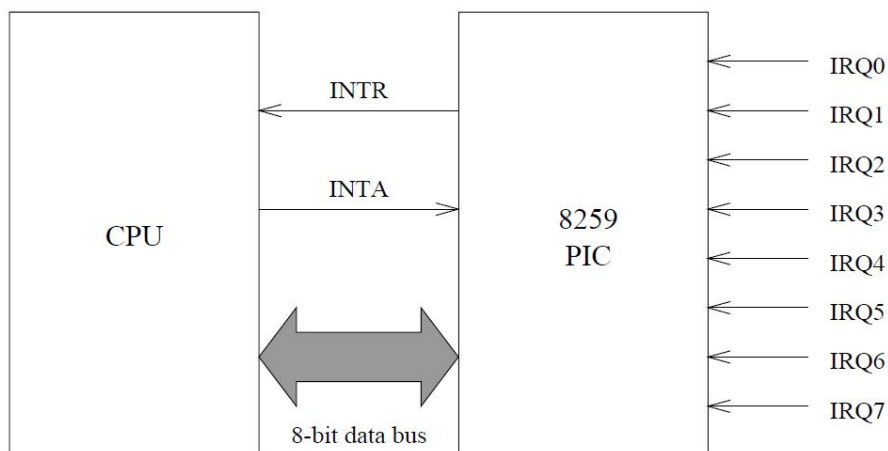 INTR
INTA
CPU
8259
PIC
8-bit data bus
IRQ0
IRQ1
IRQ2
IRQ3
IRQ4
IRQ5
IRQ6
IRQ7